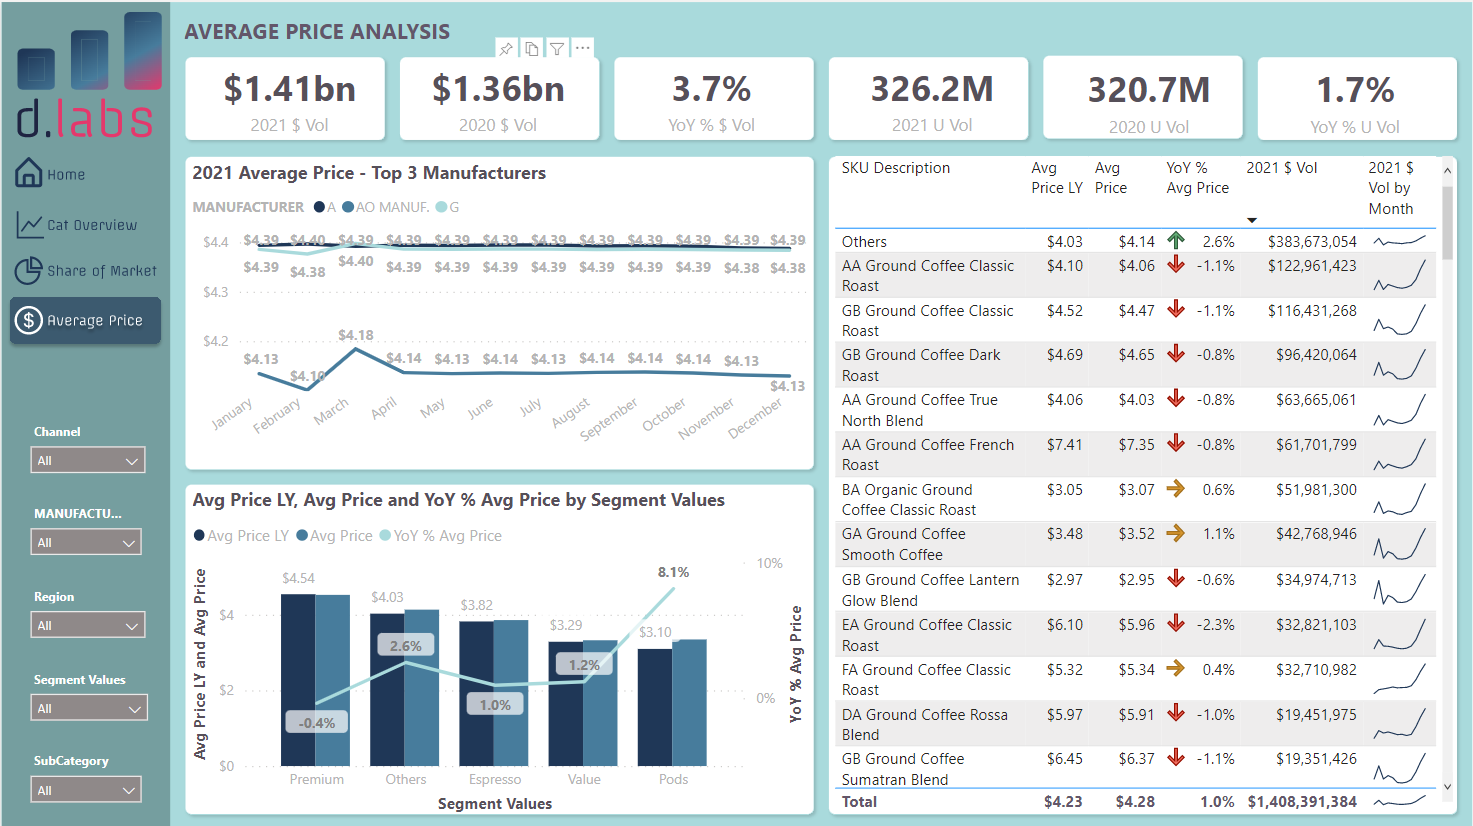 d.labs
Home
Cat Overview
Share of Market
$
Average Price
Channel
All
MANUFACTU...
All
Region
All
Segment Values
All
SubCategory
All
AVERAGE PRICE ANALYSIS
$1.41bn
2021 $ Vol
$1.36bn
2020 $ Vol
3.7%
YoY % $ Vol
326.2M
2021 U Vol
320.7M
2020 U Vol
1.7%
YoY % U Vol
2021 Average Price - Top 3 Manufacturers
MANUFACTURER A AO MANUF. G
$4.4
$4.3
$4.2
$4.39 $4.40 $4.39 $4.39 $4.39 $4.39 $4.39 $4.39 $4.39 $4.39 $4.39 $4.39
$4.39 $4.38 $4.40 $4.39 $4.39 $4.39 $4.39 $4.39 $4.39 $4.39 $4.38 $4.38
$4.13 $4.10 $4.18 $4.14 $4.13 $4.14 $4.13 $4.14 $4.14 $4.14 $4.13 $4.13
January February March April May June July August September October November December
Avg Price LY, Avg Price and YoY % Avg Price by Segment Values
Avg Price LY Avg Price YoY % Avg Price
Avg Price LY and Avg Price
$4
$2
$0
$4.54
$4.03
$3.82
$3.29
$3.10
-0.4%
2.6%
1.0%
1.2%
8.1%
10%
0%
YoY % Avg Price
Premium Others Espresso Value Pods
Segment Values
SKU Description Avg Avg YoY % 2021 $ Vol 2021 $
Price LY Price Avg Price Vol by
Month
Others $4.03 $4.14 2.6% $383,673,054
AA Ground Coffee Classic $4.10 $4.06 -1.1% $122,961,423
Roast
GB Ground Coffee Classic $4.52 $4.47 -1.1% $116,431,268
Roast
GB Ground Coffee Dark $4.69 $4.65 -0.8% $96,420,064
Roast
AA Ground Coffee True $4.06 $4.03 -0.8% $63,665,061
North Blend
AA Ground Coffee French $7.41 $7.35 -0.8% $61,701,799
Roast
BA Organic Ground $3.05 $3.07 0.6% $51,981,300
Coffee Classic Roast
GA Ground Coffee $3.48 $3.52 1.1% $42,768,946
Smooth Coffee
GB Ground Coffee Lantern $2.97 $2.95 -0.6% $34,974,713
Glow Blend
EA Ground Coffee Classic $6.10 $5.96 -2.3% $32,821,103
Roast
FA Ground Coffee Classic $5.32 $5.34 0.4% $32,710,982
Roast
DA Ground Coffee Rossa $5.97 $5.91 -1.0% $19,451,975
Blend
GB Ground Coffee $6.45 $6.37 -1.1% $19,351,426
Sumatran Blend
Total $4.23 $4.28 1.0% $1,408,391,384